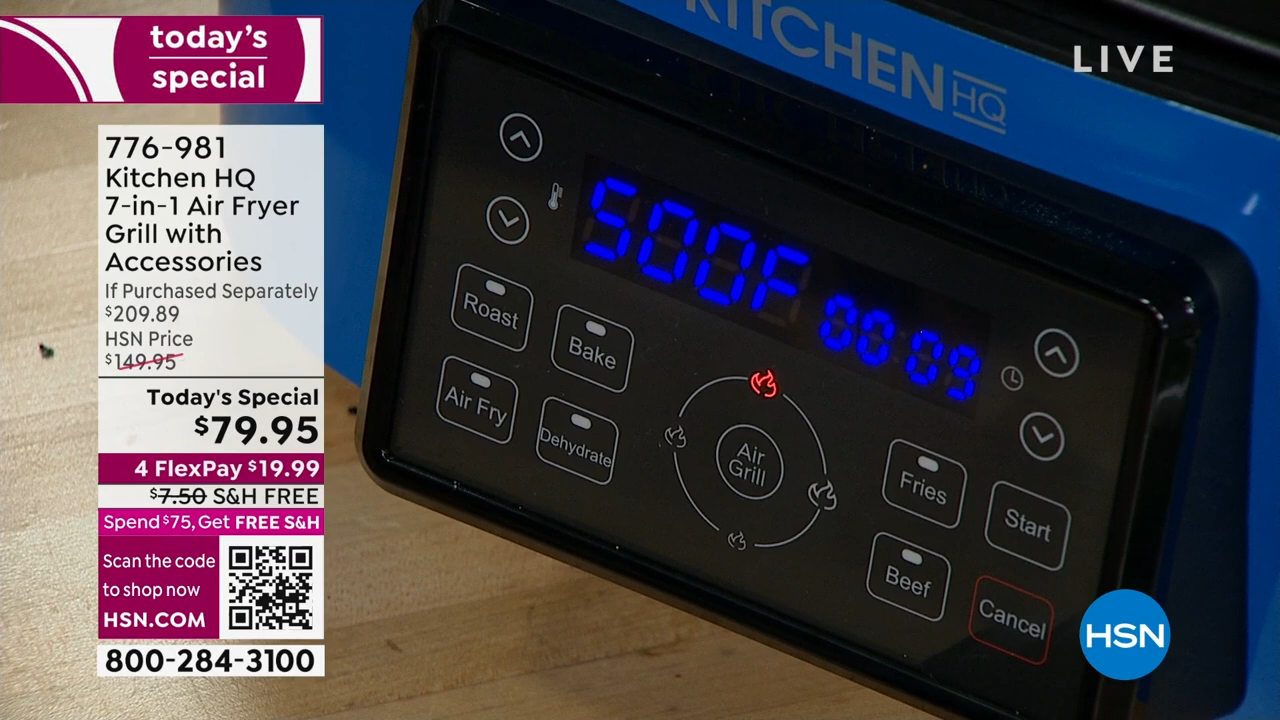 today's
special
776-981
Kitchen HQ
7-in-1 Air Fryer
Grill with
Accessories
If Purchased Separately
$209.89
HSN Price
$149.95
Today's Special
$79.95
4 FlexPay $19.99
$7.50 S&H FREE
Spend $75, Get FREE S&H
Scan the code
to shop now
HSN.COM
800-284-3100
KITCHEN HQ
LIVE
500F 00:09
Roast
Bake
Air Fry
Dehydrate
Air
Grill
Fries
Start
Beef
Cancel
HSN